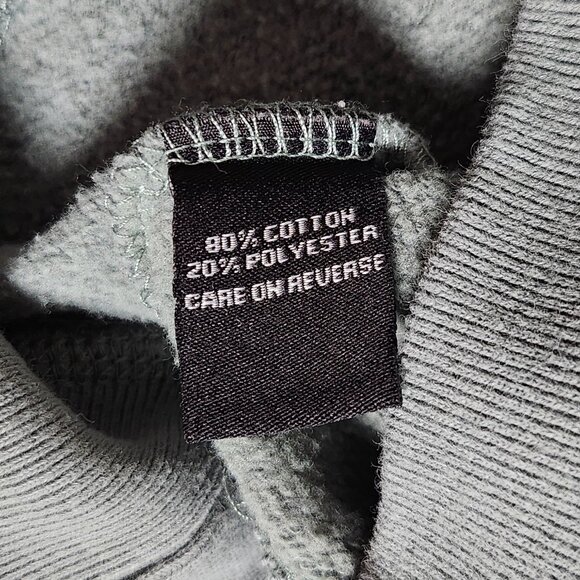 80% COTTON
20% POLYESTER
CARE ON REVERSE